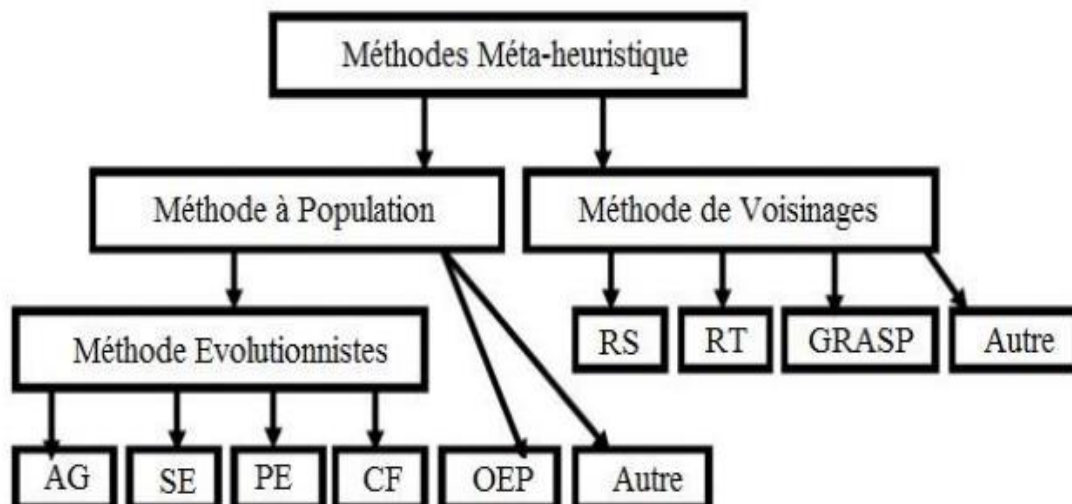 Méthodes Méta-heuristique
Méthode à Population
Méthode de Voisinages
Méthode Evolutionnistes
RS
RT
GRASP
Autre
AG
SE
PE
CF
OEP
Autre